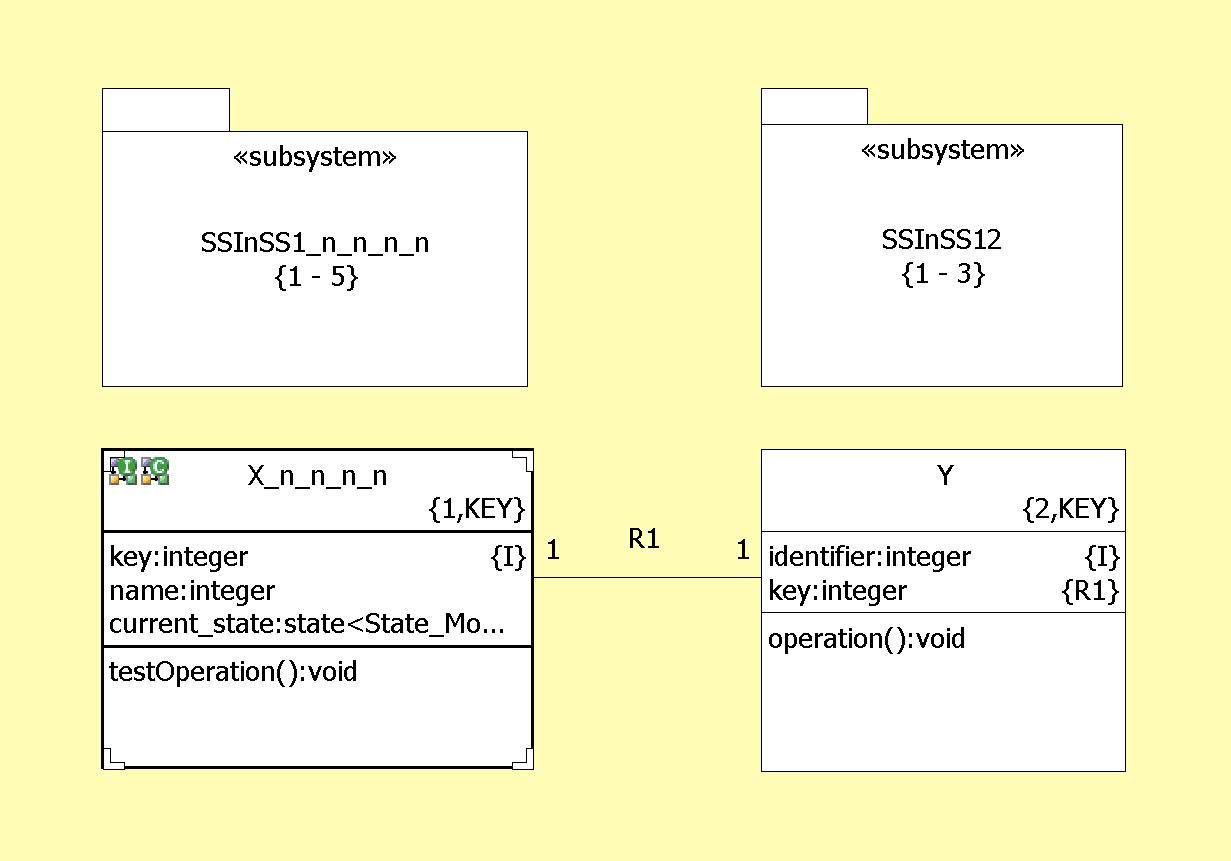 «subsystem»
SSInSS1_n_n_n_n
{1 - 5}
«subsystem»
SSInSS12
{1 - 3}
I C
X_n_n_n_n
{1,KEY}
key:integer {I}
name:integer
current_state:state<State_Mo...
testOperation():void
1 R1 1
Y
{2,KEY}
identifier:integer {I}
key:integer {R1}
operation():void